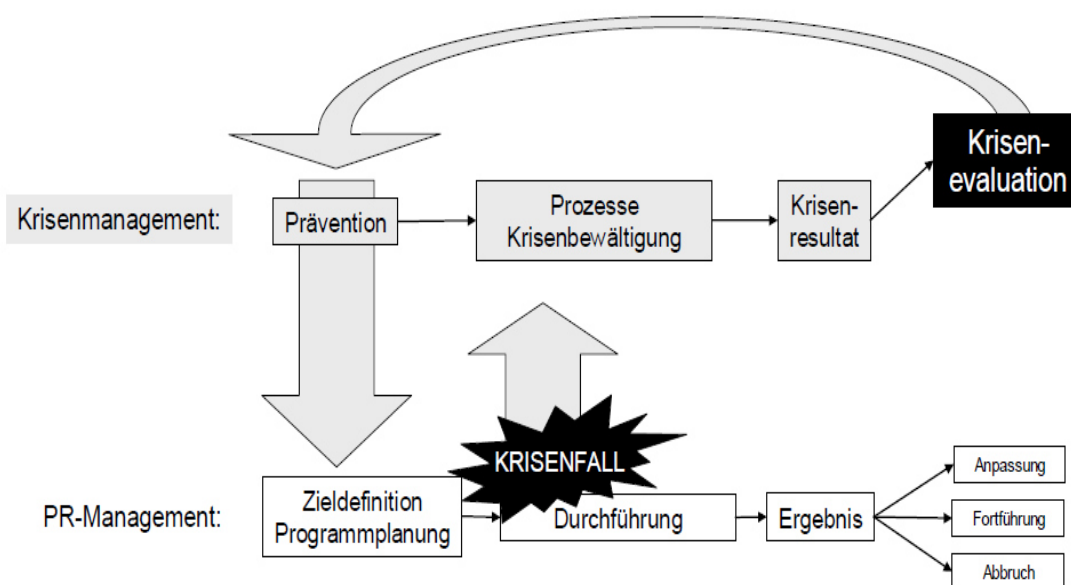 Krisen-
evaluation
Krisenmanagement:
Prävention
Prozesse
Krisenbewältigung
Krisen-
resultat
KRISENFALL
PR-Management:
Zieldefinition
Programmplanung
Durchführung
Ergebnis
Anpassung
Fortführung
Abbruch